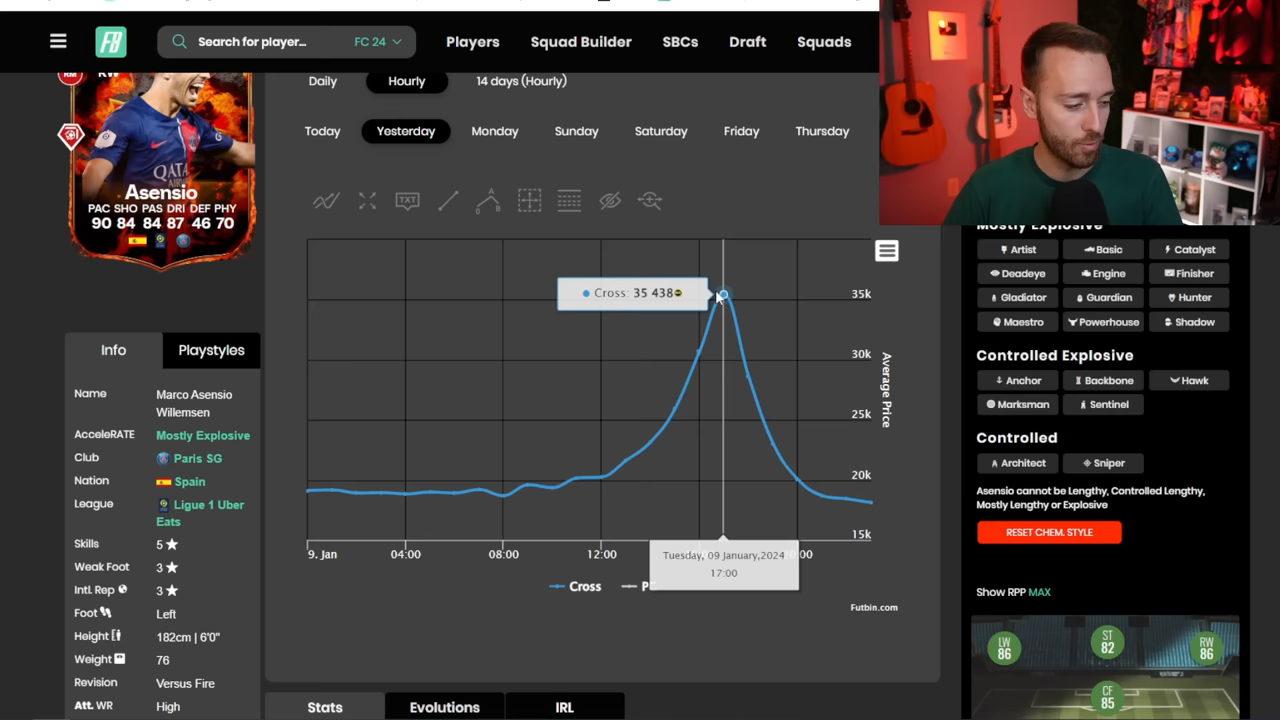 FB
Search for player...
FC 24
Players
Squad Builder
SBCs
Draft
Squads
RM
RW
QATA
Asensio
PAC SHO PAS DRI DEF PHY
90 84 84 87 46 70
Daily
Hourly
14 days (Hourly)
Today
Yesterday
Monday
Sunday
Saturday
Friday
Thursday
TXT
Cross: 35 438
35k
30k
25k
20k
15k
Average Price
9. Jan
04:00
08:00
12:00
00
Tuesday, 09 January,2024
17:00
Cross
Futbin.com
Info
Playstyles
Name
Marco Asensio
Willemsen
AcceleRATE
Mostly Explosive
Club
Paris SG
Nation
Spain
League
Ligue 1 Uber
Eats
Skills
5
Weak Foot
3
Intl. Rep
3
Foot
Left
Height
182cm | 6'0"
Weight
76
Revision
Versus Fire
Att. WR
High
Stats
Evolutions
IRL
Mostly Explosive
Artist
Basic
Catalyst
Deadeye
Engine
Finisher
Gladiator
Guardian
Hunter
Maestro
Powerhouse
Shadow
Controlled Explosive
Anchor
Backbone
Hawk
Marksman
Sentinel
Controlled
Architect
Sniper
Asensio cannot be Lengthy, Controlled Lengthy,
Mostly Lengthy or Explosive
RESET CHEM. STYLE
Show RPP MAX
LW
86
ST
82
RW
86
CF
85